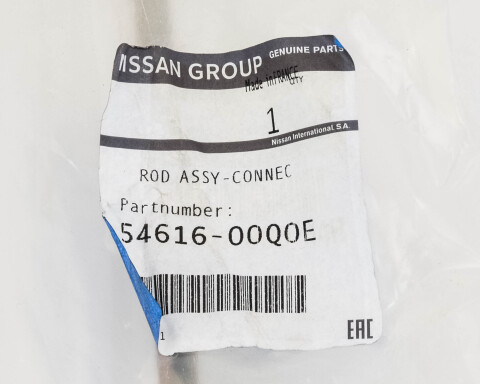 NISSAN GROUP GENUINE PARTS
Made in FRANCE
QTY
1
Nissan International. S.A.
ROD ASSY-CONNEC
Partnumber:
54616-00Q0E
1
EAC